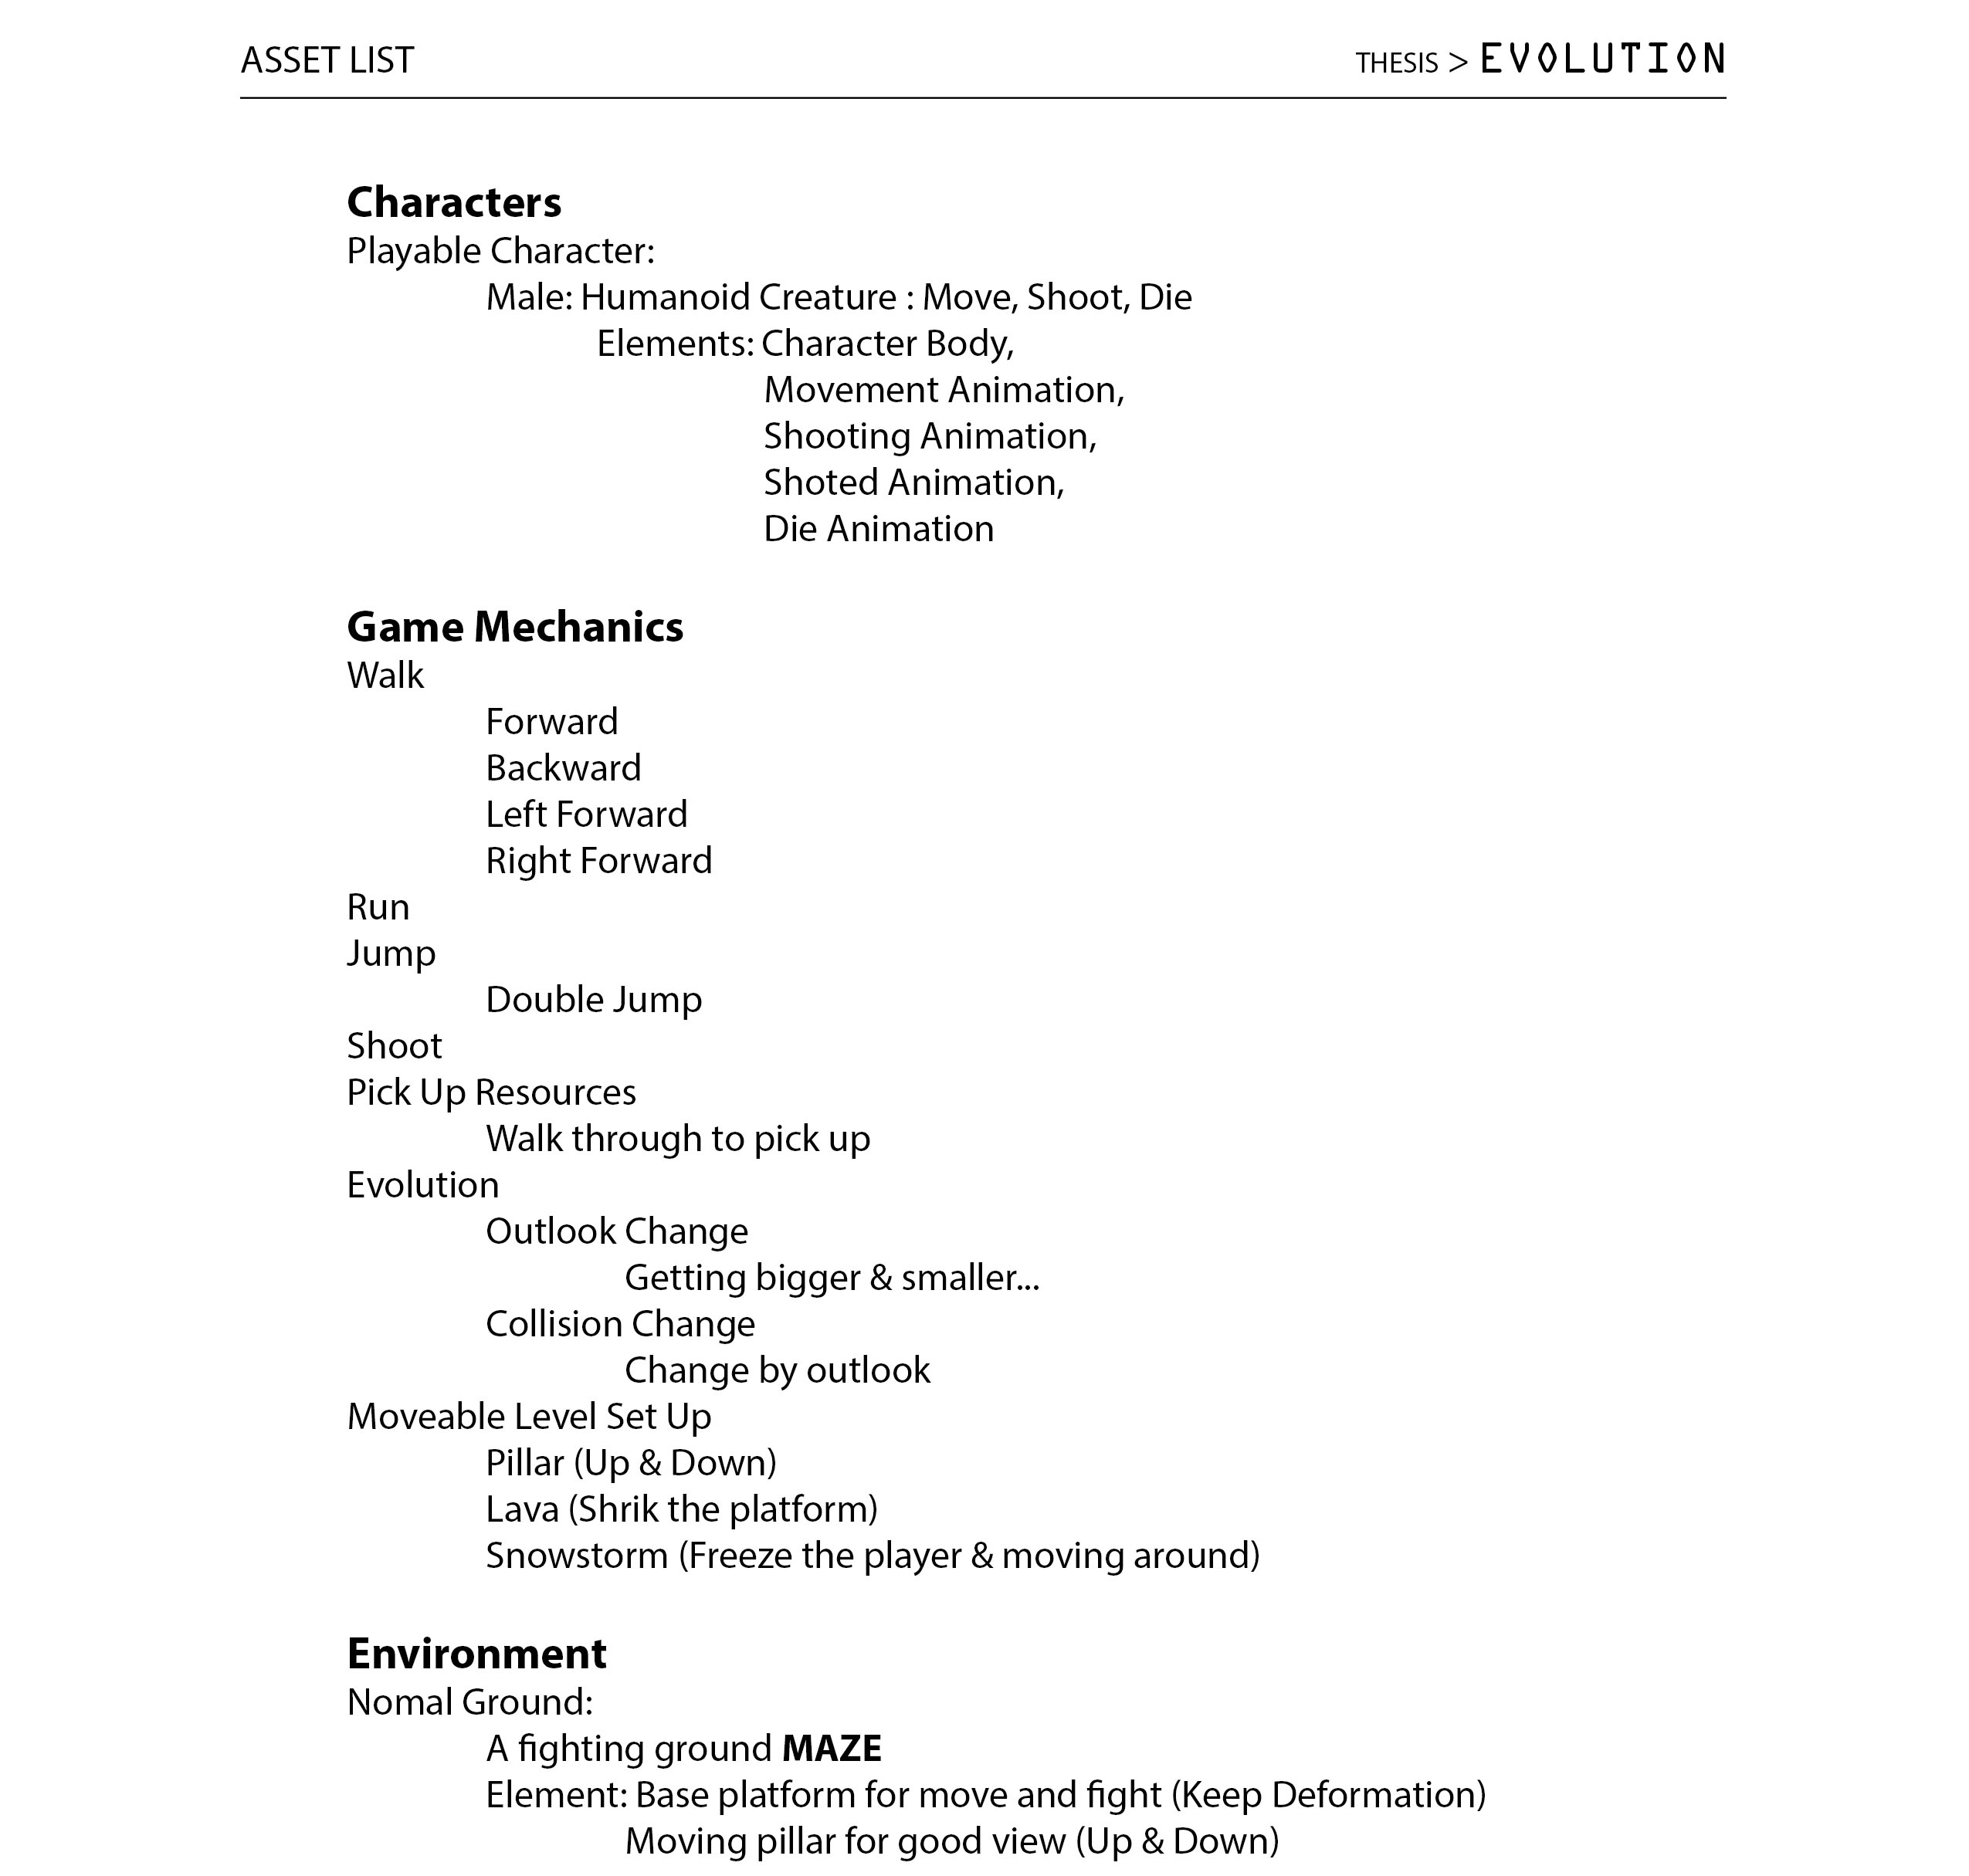 ASSET LIST
THESIS > EVOLUTION
Characters
Playable Character:
Male: Humanoid Creature : Move, Shoot, Die
Elements: Character Body,
Movement Animation,
Shooting Animation,
Shoted Animation,
Die Animation
Game Mechanics
Walk
Forward
Backward
Left Forward
Right Forward
Run
Jump
Double Jump
Shoot
Pick Up Resources
Walk through to pick up
Evolution
Outlook Change
Getting bigger & smaller...
Collision Change
Change by outlook
Moveable Level Set Up
Pillar (Up & Down)
Lava (Shrik the platform)
Snowstorm (Freeze the player & moving around)
Environment
Nomal Ground:
A fighting ground MAZE
Element: Base platform for move and fight (Keep Deformation)
Moving pillar for good view (Up & Down)